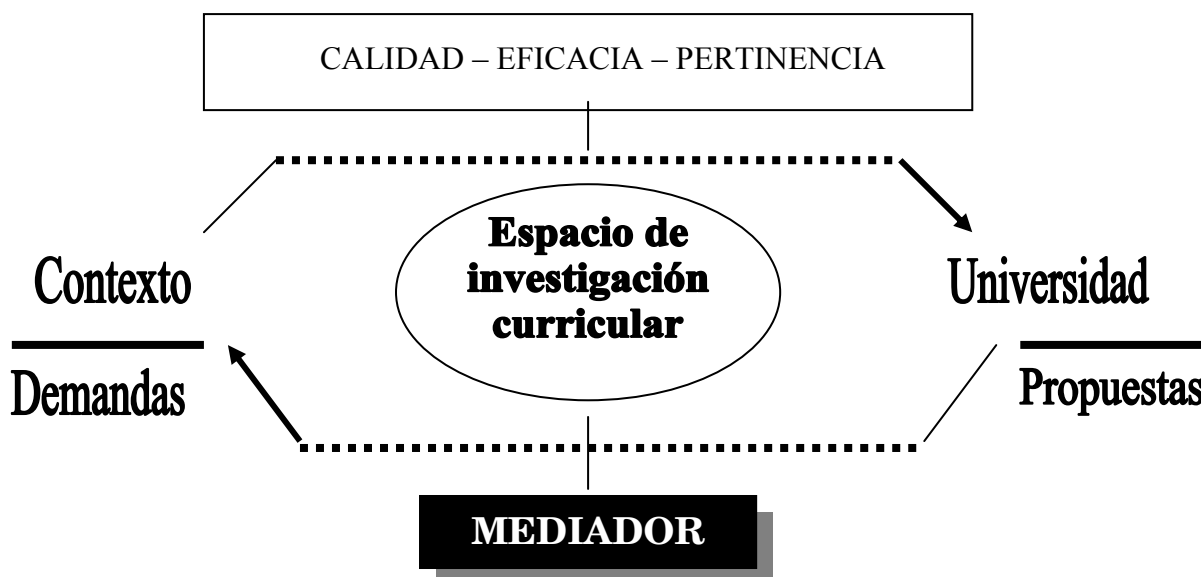 CALIDAD – EFICACIA – PERTINENCIA
Espacio de
investigación
curricular
Contexto
Demandas
Universidad
Propuestas
MEDIADOR